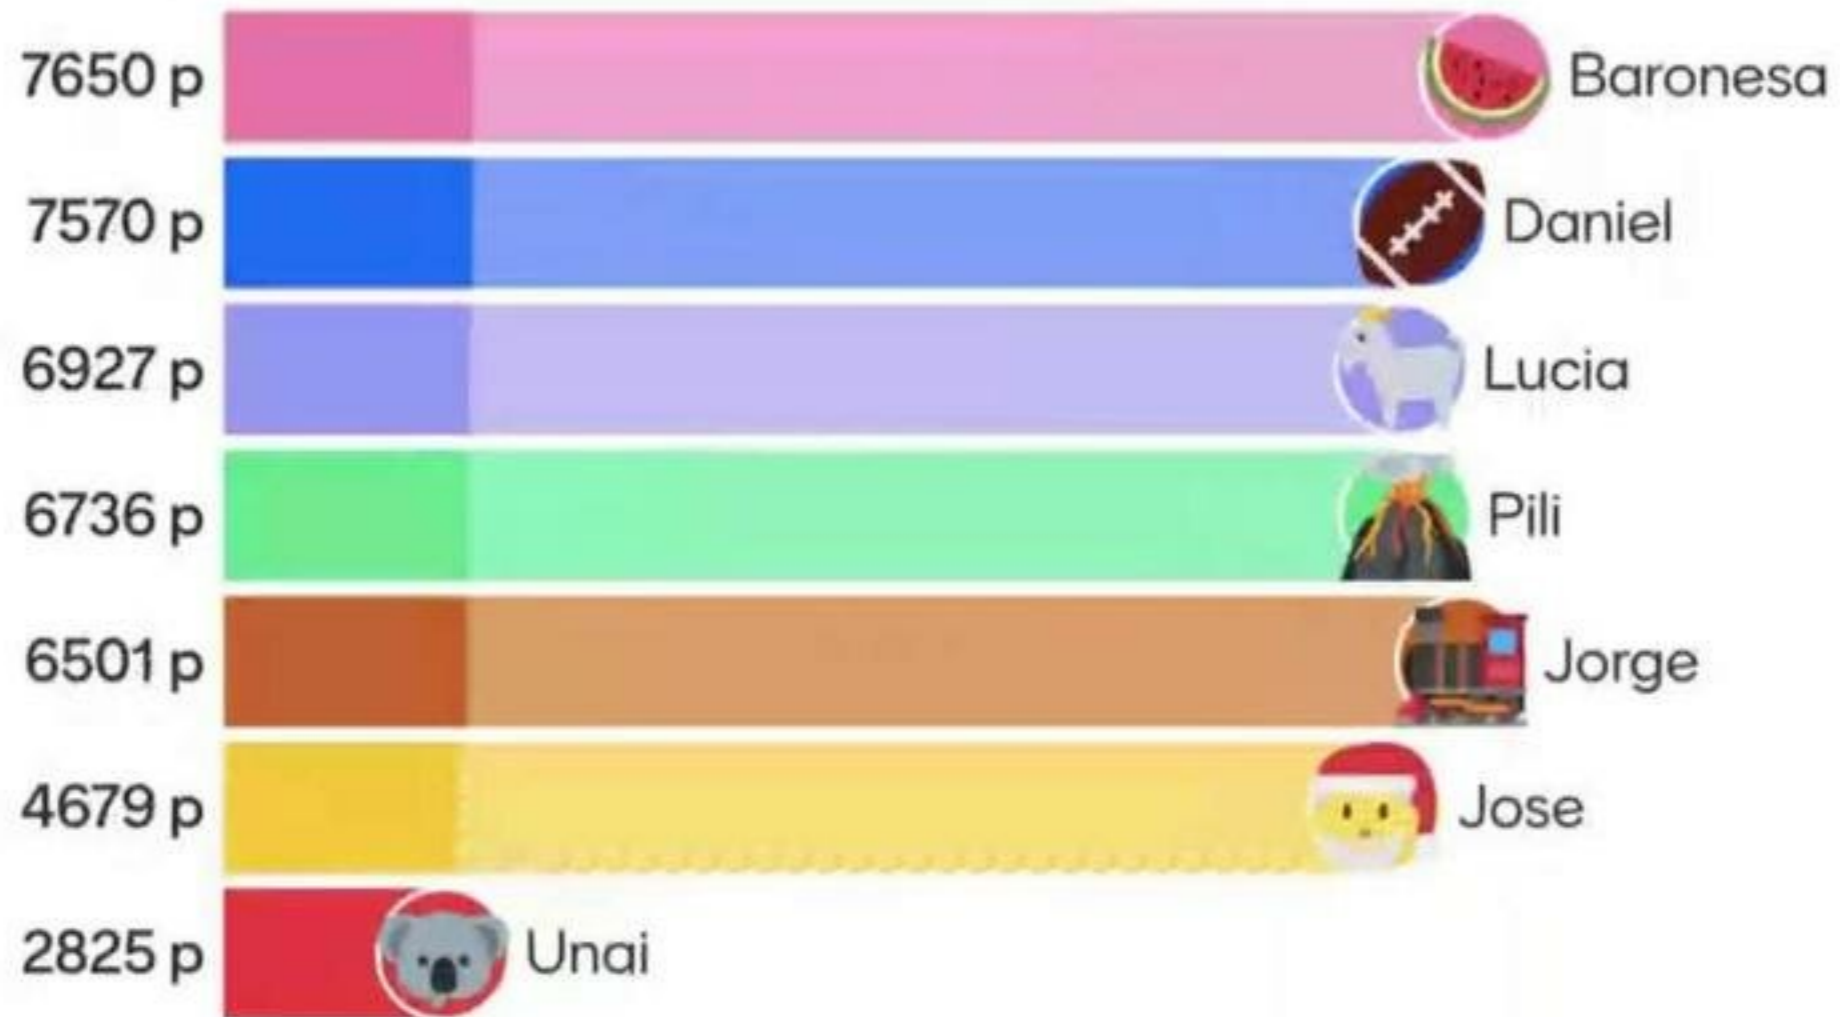 7650 p Baronesa
7570 p Daniel
6927 p Lucia
6736 p Pili
6501 p Jorge
4679 p Jose
2825 p Unai